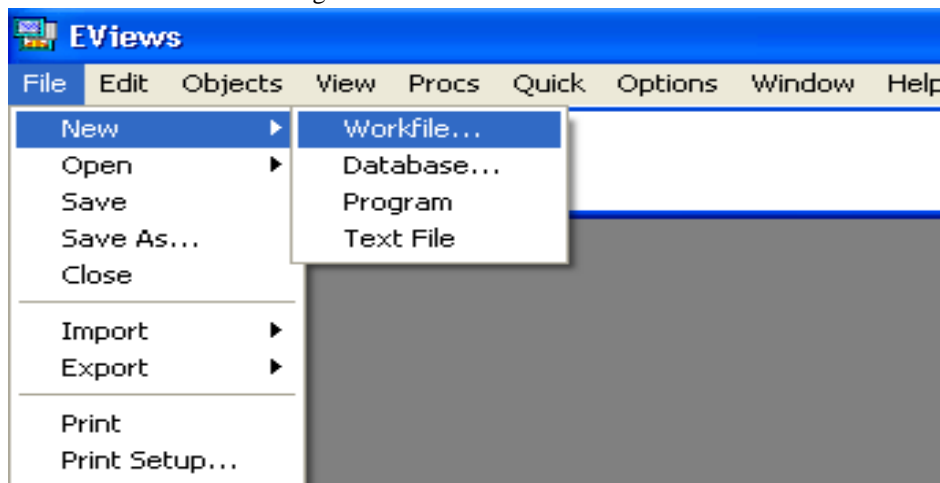 EViews
File Edit Objects View Procs Quick Options Window Help
New
Workfile...
Open
Database...
Save
Program
Save As...
Text File
Close
Import
Export
Print
Print Setup...